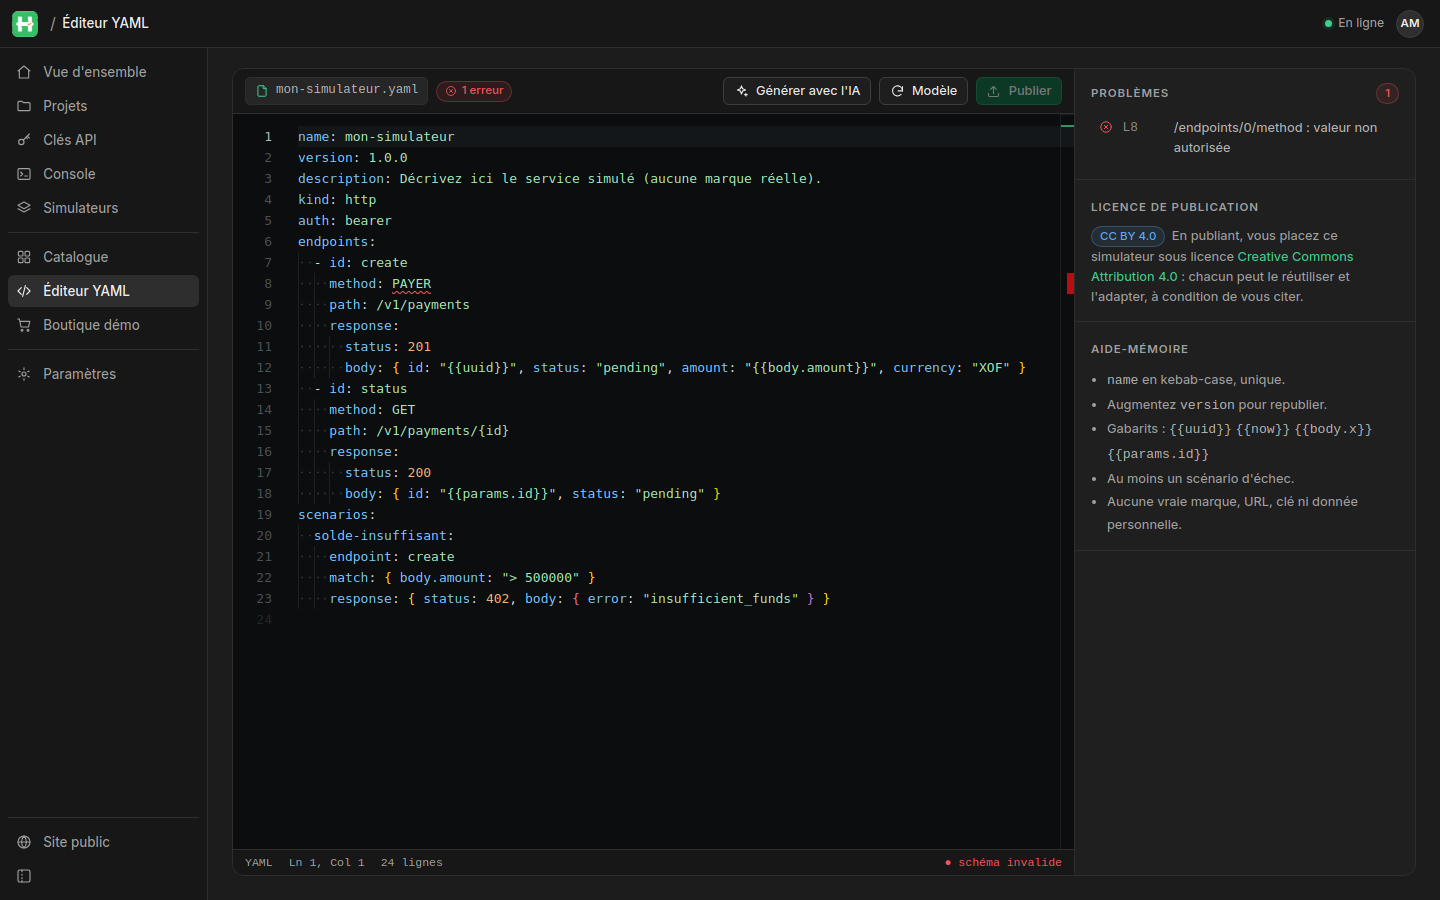 / Éditeur YAML
En ligne
AM
Vue d'ensemble
Projets
Clés API
Console
Simulateurs
Catalogue
Éditeur YAML
Boutique démo
Paramètres
Site public
mon-simulateur.yaml
1 erreur
Générer avec l'IA
Modèle
Publier
1 name: mon-simulateur
2 version: 1.0.0
3 description: Décrivez ici le service simulé (aucune marque réelle).
4 kind: http
5 auth: bearer
6 endpoints:
7 ··- id: create
8 ····method: PAYER
9 ····path: /v1/payments
10 ····response:
11 ······status: 201
12 ······body: { id: "{{uuid}}", status: "pending", amount: "{{body.amount}}", currency: "XOF" }
13 ··- id: status
14 ····method: GET
15 ····path: /v1/payments/{id}
16 ····response:
17 ······status: 200
18 ······body: { id: "{{params.id}}", status: "pending" }
19 scenarios:
20 ··solde-insuffisant:
21 ····endpoint: create
22 ····match: { body.amount: "> 500000" }
23 ····response: { status: 402, body: { error: "insufficient_funds" } }
24
YAML Ln 1, Col 1 24 lignes
● schéma invalide
PROBLÈMES
1
L8 /endpoints/0/method : valeur non
autorisée
LICENCE DE PUBLICATION
CC BY 4.0 En publiant, vous placez ce
simulateur sous licence Creative Commons
Attribution 4.0 : chacun peut le réutiliser et
l'adapter, à condition de vous citer.
AIDE-MÉMOIRE
• name en kebab-case, unique.
• Augmentez version pour republier.
• Gabarits : {{uuid}} {{now}} {{body.x}}
{{params.id}}
• Au moins un scénario d'échec.
• Aucune vraie marque, URL, clé ni donnée
personnelle.